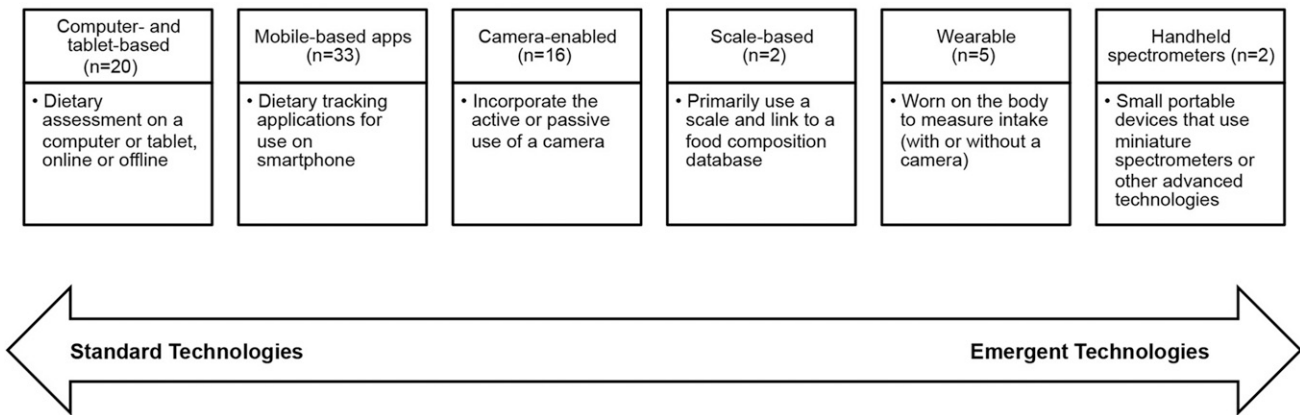 Computer- and
tablet-based
(n=20)
• Dietary
assessment on a
computer or tablet,
online or offline
Mobile-based apps
(n=33)
• Dietary tracking
applications for
use on
smartphone
Camera-enabled
(n=16)
• Incorporate the
active or passive
use of a camera
Scale-based
(n=2)
• Primarily use a
scale and link to a
food composition
database
Wearable
(n=5)
• Worn on the body
to measure intake
(with or without a
camera)
Handheld
spectrometers (n=2)
• Small portable
devices that use
miniature
spectrometers or
other advanced
technologies
Standard Technologies
Emergent Technologies